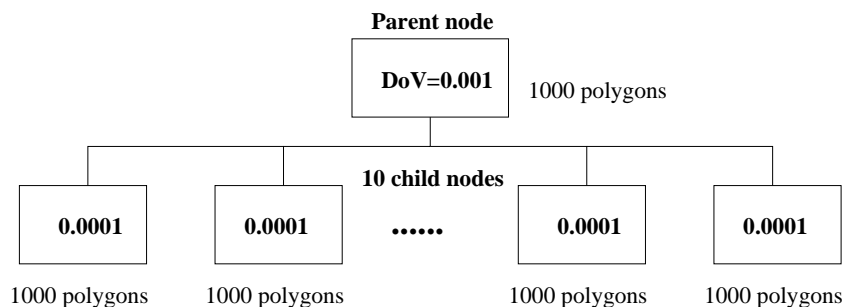 Parent node
DoV=0.001
1000 polygons
10 child nodes
0.0001 0.0001 ...... 0.0001 0.0001
1000 polygons 1000 polygons 1000 polygons 1000 polygons